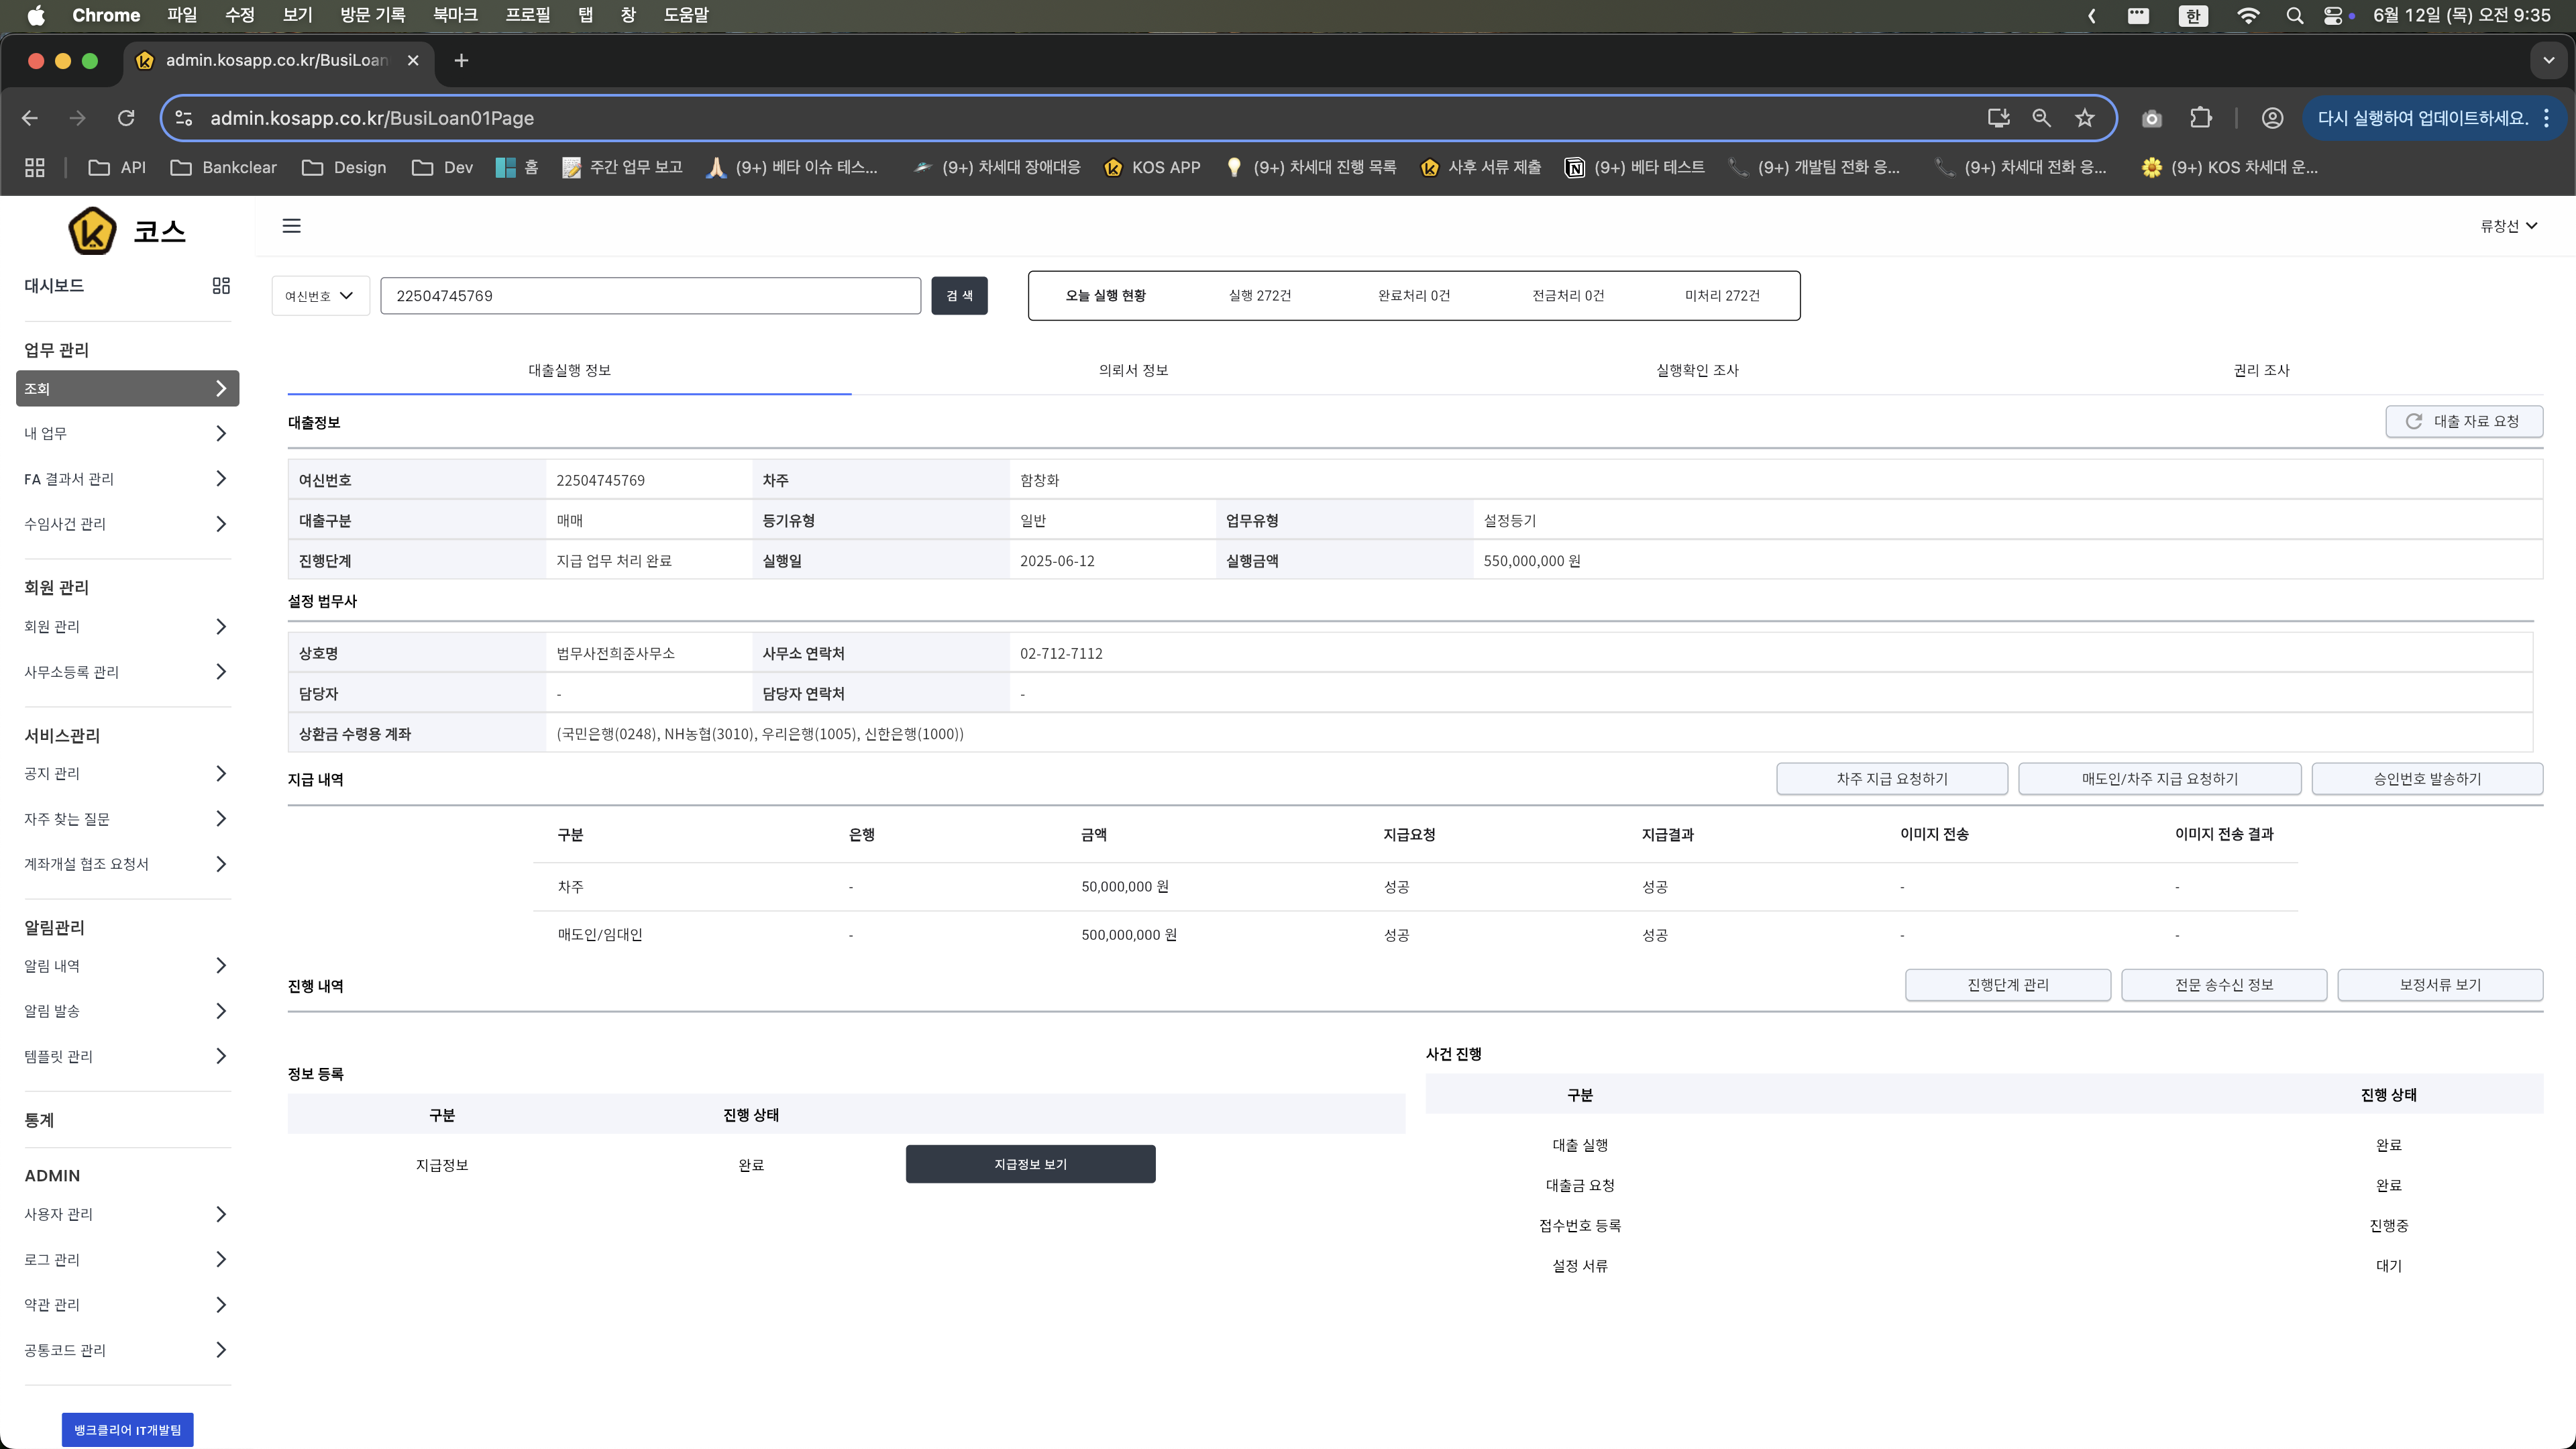 Chrome 파일 수정 보기 방문 기록 북마크 프로필 탭 창 도움말 한 6월 12일 (목) 오전 9:35
admin.kosapp.co.kr/BusiLoan
admin.kosapp.co.kr/BusiLoan01Page 다시 실행하여 업데이트하세요.
API Bankclear Design Dev 홈 주간 업무 보고 (9+) 베타 이슈 테스... (9+) 차세대 장애대응 KOS APP (9+) 차세대 진행 목록 사후 서류 제출 (9+) 베타 테스트 (9+) 개발팀 전화 응... (9+) 차세대 전화 응... (9+) KOS 차세대 운...
코스
류창선
대시보드
업무 관리
조회
내 업무
FA 결과서 관리
수임사건 관리
회원 관리
회원 관리
사무소등록 관리
서비스관리
공지 관리
자주 찾는 질문
계좌개설 협조 요청서
알림관리
알림 내역
알림 발송
템플릿 관리
통계
ADMIN
사용자 관리
로그 관리
약관 관리
공통코드 관리
뱅크클리어 IT개발팀
여신번호 22504745769 검 색 오늘 실행 현황 실행 272건 완료처리 0건 전금처리 0건 미처리 272건
대출실행 정보 의뢰서 정보 실행확인 조사 권리 조사
대출정보 대출 자료 요청
여신번호 22504745769 차주 함창화
대출구분 매매 등기유형 일반 업무유형 설정등기
진행단계 지급 업무 처리 완료 실행일 2025-06-12 실행금액 550,000,000 원
설정 법무사
상호명 법무사전희준사무소 사무소 연락처 02-712-7112
담당자 - 담당자 연락처 -
상환금 수령용 계좌 (국민은행(0248), NH농협(3010), 우리은행(1005), 신한은행(1000))
지급 내역 차주 지급 요청하기 매도인/차주 지급 요청하기 승인번호 발송하기
구분 은행 금액 지급요청 지급결과 이미지 전송 이미지 전송 결과
차주 - 50,000,000 원 성공 성공 - -
매도인/임대인 - 500,000,000 원 성공 성공 - -
진행 내역 진행단계 관리 전문 송수신 정보 보정서류 보기
정보 등록
구분 진행 상태
지급정보 완료 지급정보 보기
사건 진행
구분 진행 상태
대출 실행 완료
대출금 요청 완료
접수번호 등록 진행중
설정 서류 대기